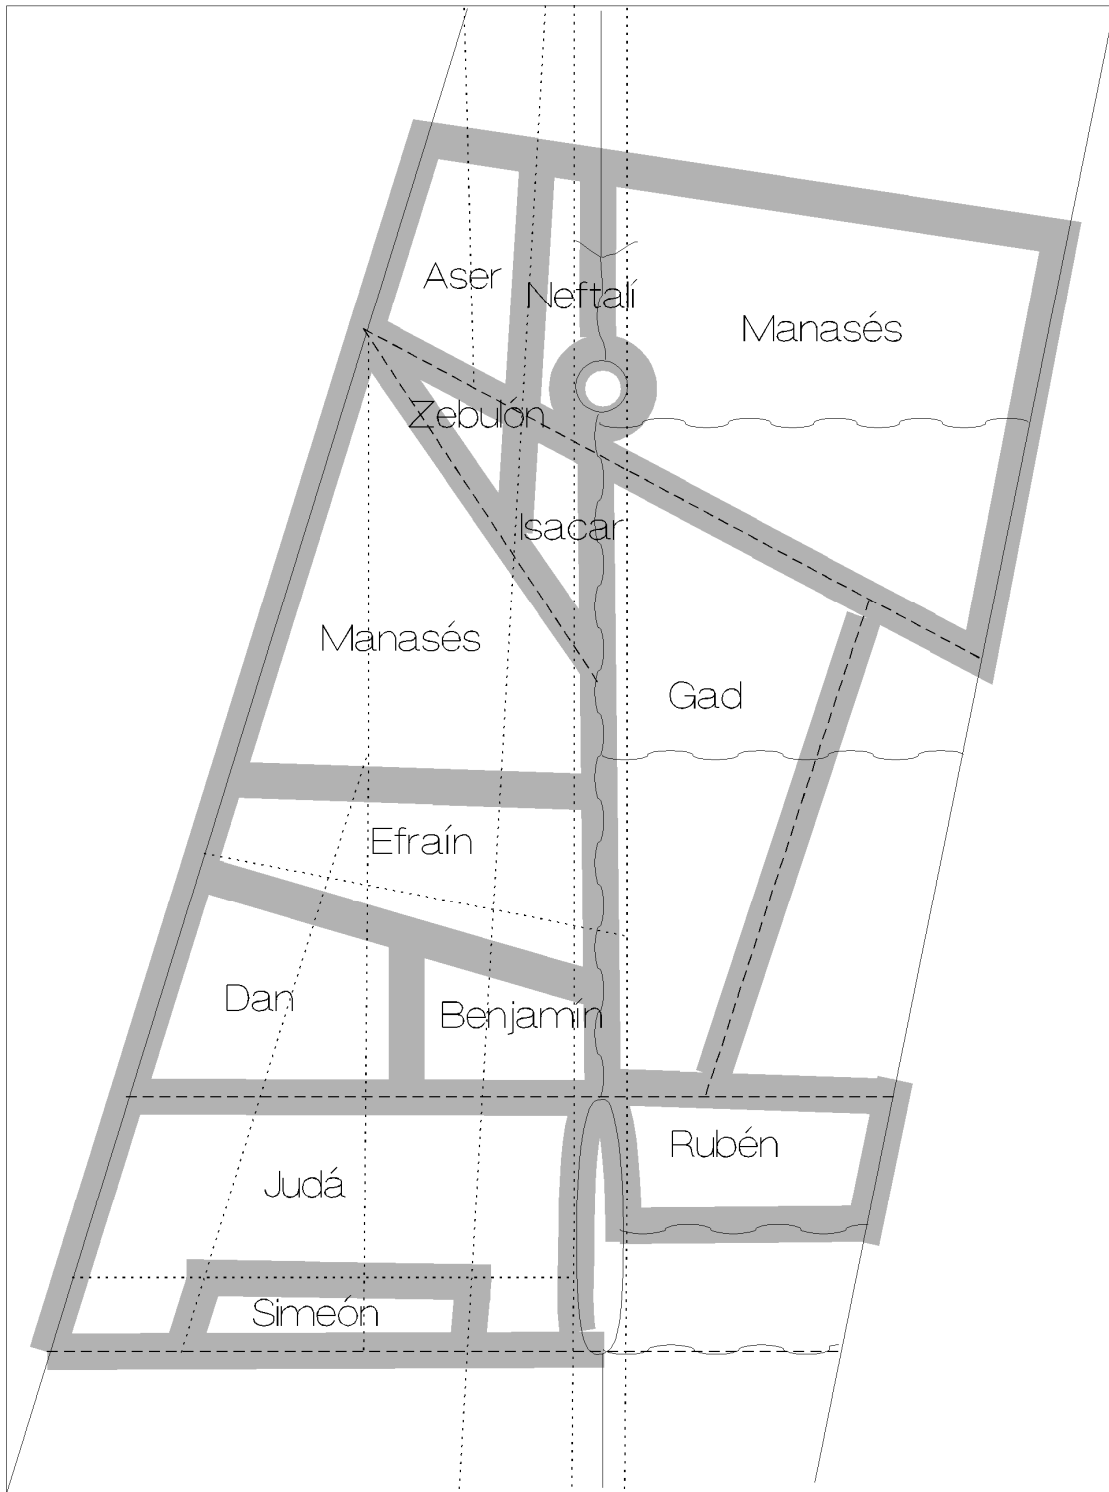 Aser
Neftalí
Manasés
Zebulón
Isacar
Manasés
Gad
Efraín
Dan
Benjamín
Rubén
Judá
Simeón